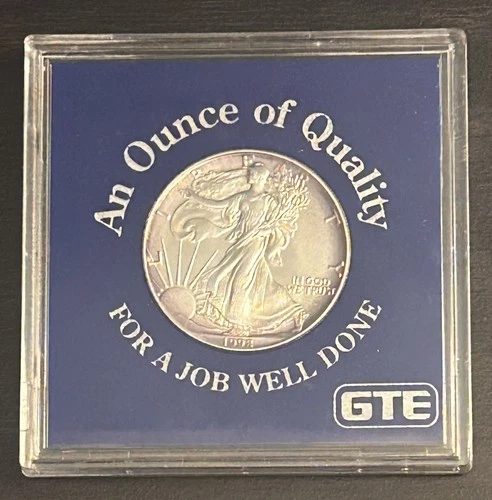 An Ounce of Quality
LIBERTY
IN GOD
WE TRUST
1998
FOR A JOB WELL DONE
GTE